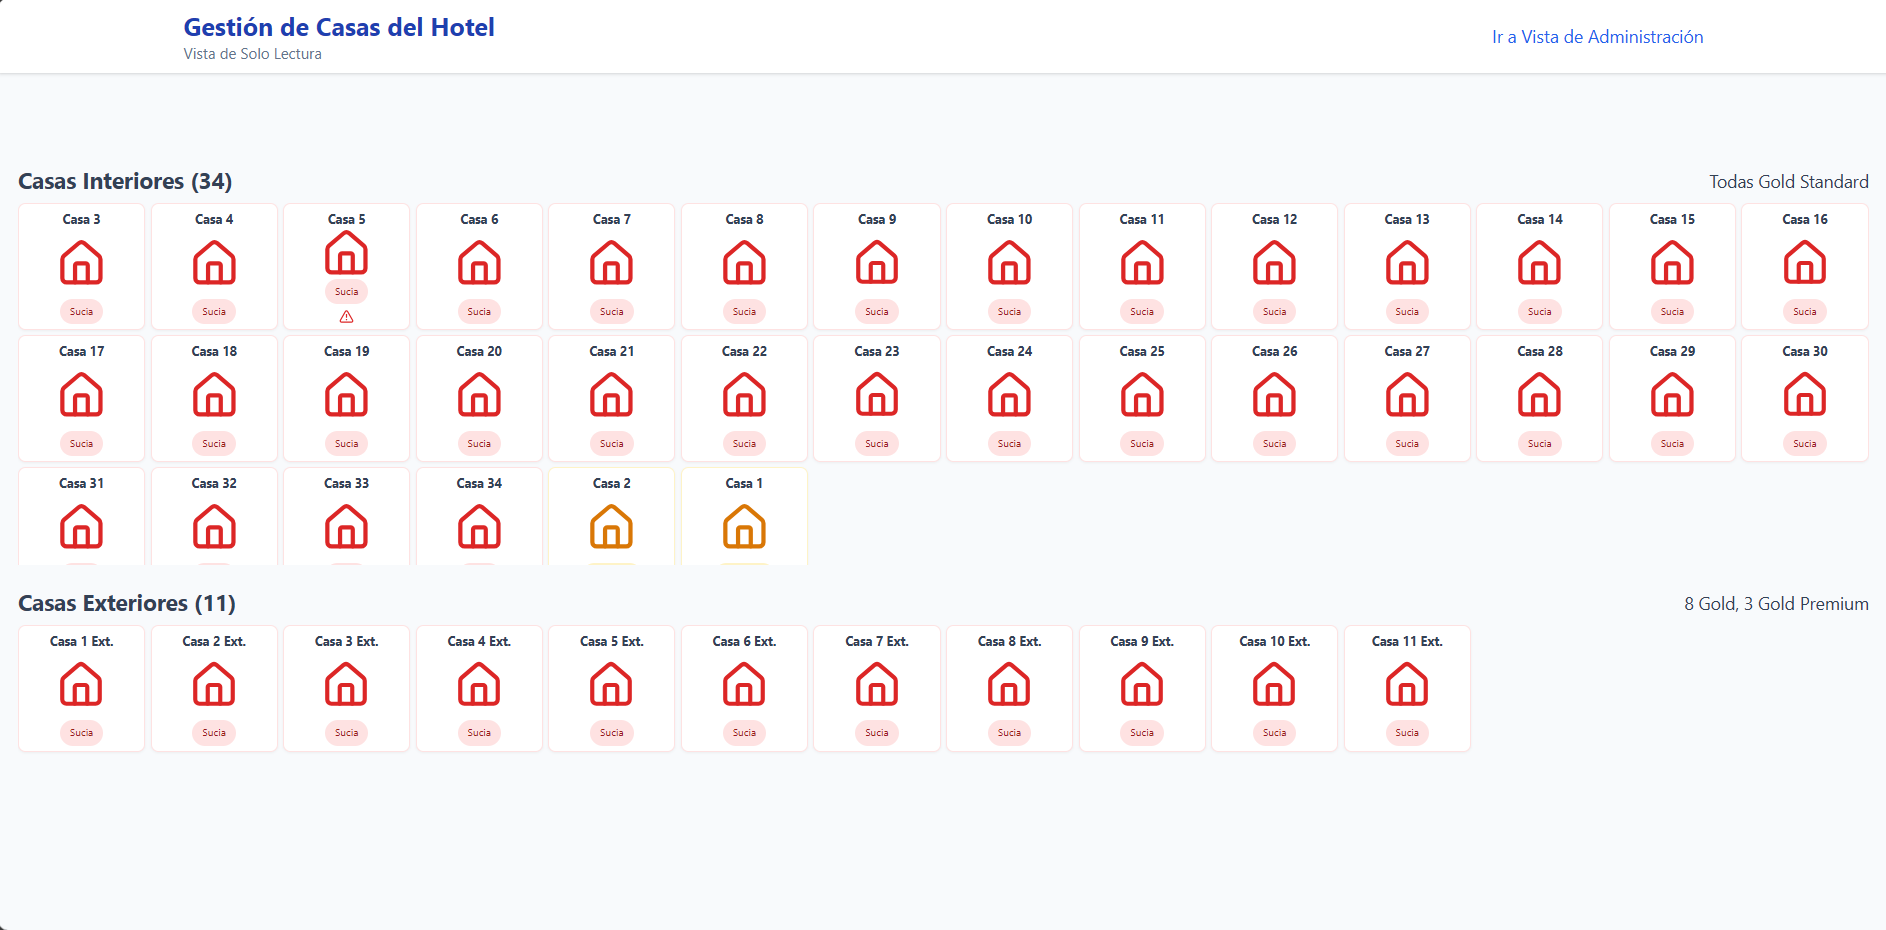 Gestión de Casas del Hotel
Vista de Solo Lectura
Ir a Vista de Administración
Casas Interiores (34)
Todas Gold Standard
Casa 3 Casa 4 Casa 5 Casa 6 Casa 7 Casa 8 Casa 9 Casa 10 Casa 11 Casa 12 Casa 13 Casa 14 Casa 15 Casa 16
Sucia Sucia Sucia Sucia Sucia Sucia Sucia Sucia Sucia Sucia Sucia Sucia Sucia Sucia
Casa 17 Casa 18 Casa 19 Casa 20 Casa 21 Casa 22 Casa 23 Casa 24 Casa 25 Casa 26 Casa 27 Casa 28 Casa 29 Casa 30
Sucia Sucia Sucia Sucia Sucia Sucia Sucia Sucia Sucia Sucia Sucia Sucia Sucia Sucia
Casa 31 Casa 32 Casa 33 Casa 34 Casa 2 Casa 1
Casas Exteriores (11)
8 Gold, 3 Gold Premium
Casa 1 Ext. Casa 2 Ext. Casa 3 Ext. Casa 4 Ext. Casa 5 Ext. Casa 6 Ext. Casa 7 Ext. Casa 8 Ext. Casa 9 Ext. Casa 10 Ext. Casa 11 Ext.
Sucia Sucia Sucia Sucia Sucia Sucia Sucia Sucia Sucia Sucia Sucia